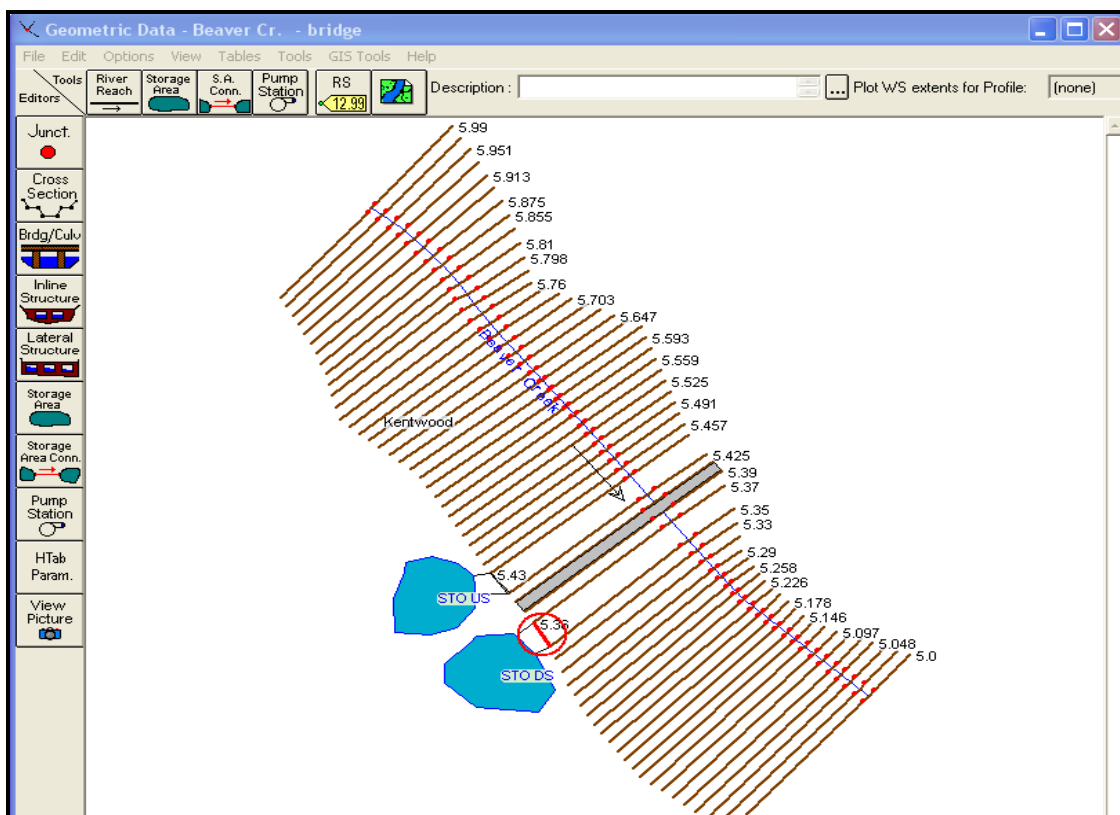 Geometric Data - Beaver Cr. - bridge
File Edit Options View Tables Tools GIS Tools Help
Tools
Editors
River
Reach
Storage
Area
S.A.
Conn.
Pump
Station
RS
12.99
Description :
...
Plot WS extents for Profile:
(none)
Junct.
Cross
Section
Brdg/Culv
Inline
Structure
Lateral
Structure
Storage
Area
Storage
Area Conn.
Pump
Station
HTab
Param.
View
Picture
5.99
5.951
5.913
5.875
5.855
5.81
5.798
5.76
5.703
5.647
5.593
5.559
5.525
5.491
5.457
5.425
5.39
5.37
5.35
5.33
5.29
5.258
5.226
5.178
5.146
5.097
5.048
5.0
Beaver Creek
Kentwood
5.43
STO US
5.36
STO DS